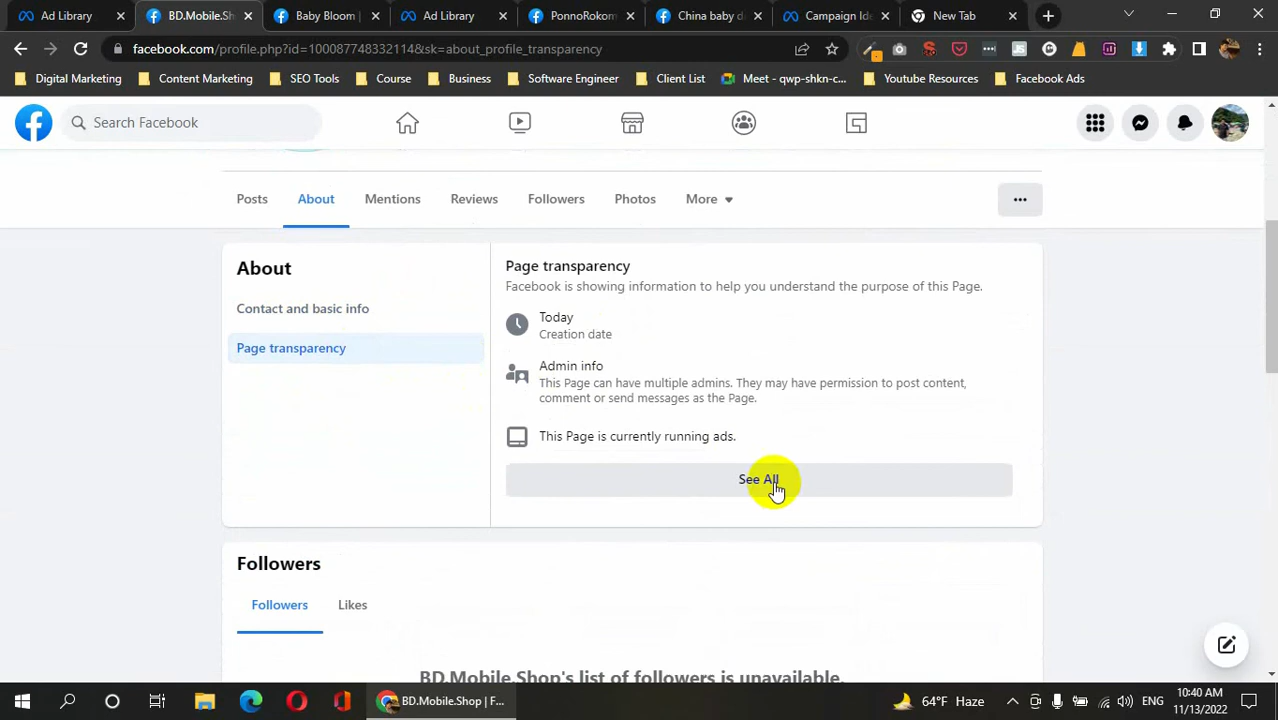 Ad Library
BD.Mobile.Sh
Baby Bloom |
Ad Library
PonnoRokom
China baby d
Campaign Ide
New Tab
facebook.com/profile.php?id=100087748332114&sk=about_profile_transparency
Digital Marketing
Content Marketing
SEO Tools
Course
Business
Software Engineer
Client List
Meet - qwp-shkn-c...
Youtube Resources
Facebook Ads
Search Facebook
Posts
About
Mentions
Reviews
Followers
Photos
More
About
Contact and basic info
Page transparency
Page transparency
Facebook is showing information to help you understand the purpose of this Page.
Today
Creation date
Admin info
This Page can have multiple admins. They may have permission to post content,
comment or send messages as the Page.
This Page is currently running ads.
See All
Followers
Followers
Likes
BD.Mobile.Shop's list of followers is unavailable.
BD.Mobile.Shop | F...
64°F Haze
ENG
10:40 AM
11/13/2022